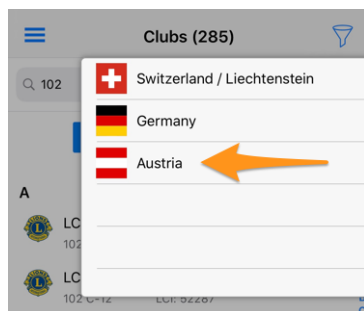 Clubs (285)
102
Switzerland / Liechtenstein
Germany
Austria
A
LC
102
LC
102 C-12 LCI: 52287